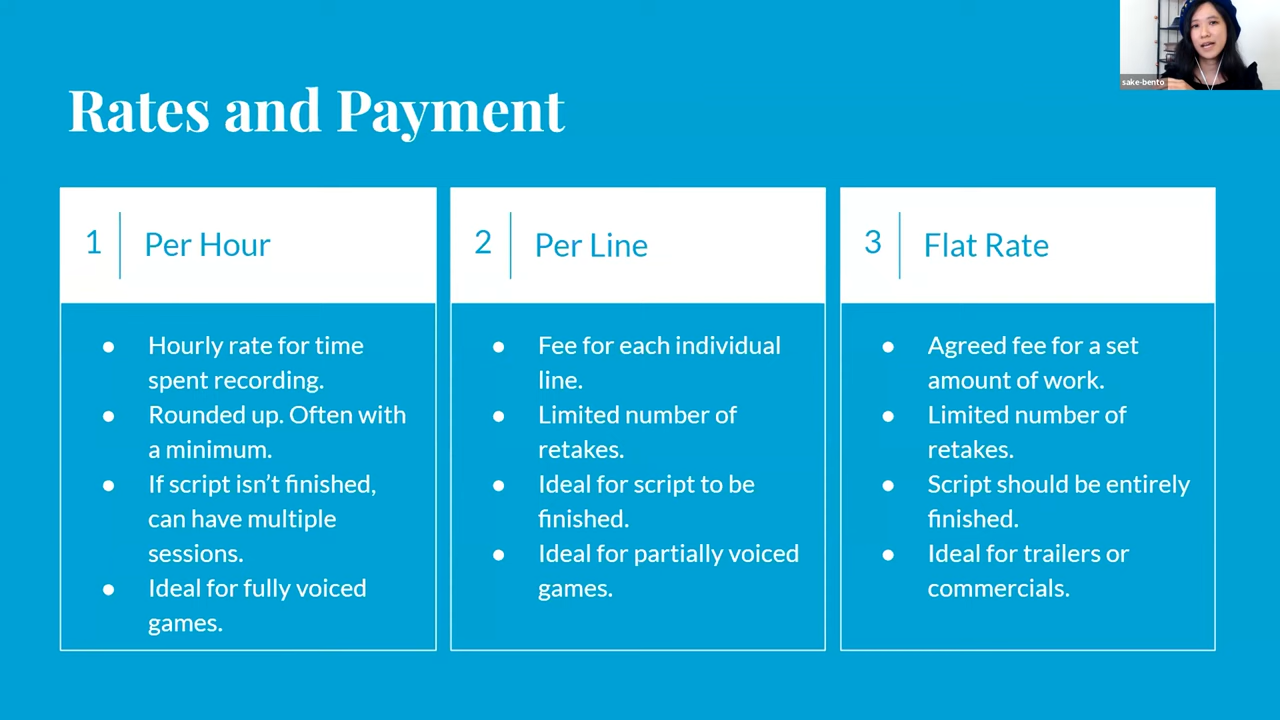 sake-bento
Rates and Payment
1
Per Hour
● Hourly rate for time
spent recording.
● Rounded up. Often with
a minimum.
● If script isn’t finished,
can have multiple
sessions.
● Ideal for fully voiced
games.
2
Per Line
● Fee for each individual
line.
● Limited number of
retakes.
● Ideal for script to be
finished.
● Ideal for partially voiced
games.
3
Flat Rate
● Agreed fee for a set
amount of work.
● Limited number of
retakes.
● Script should be entirely
finished.
● Ideal for trailers or
commercials.